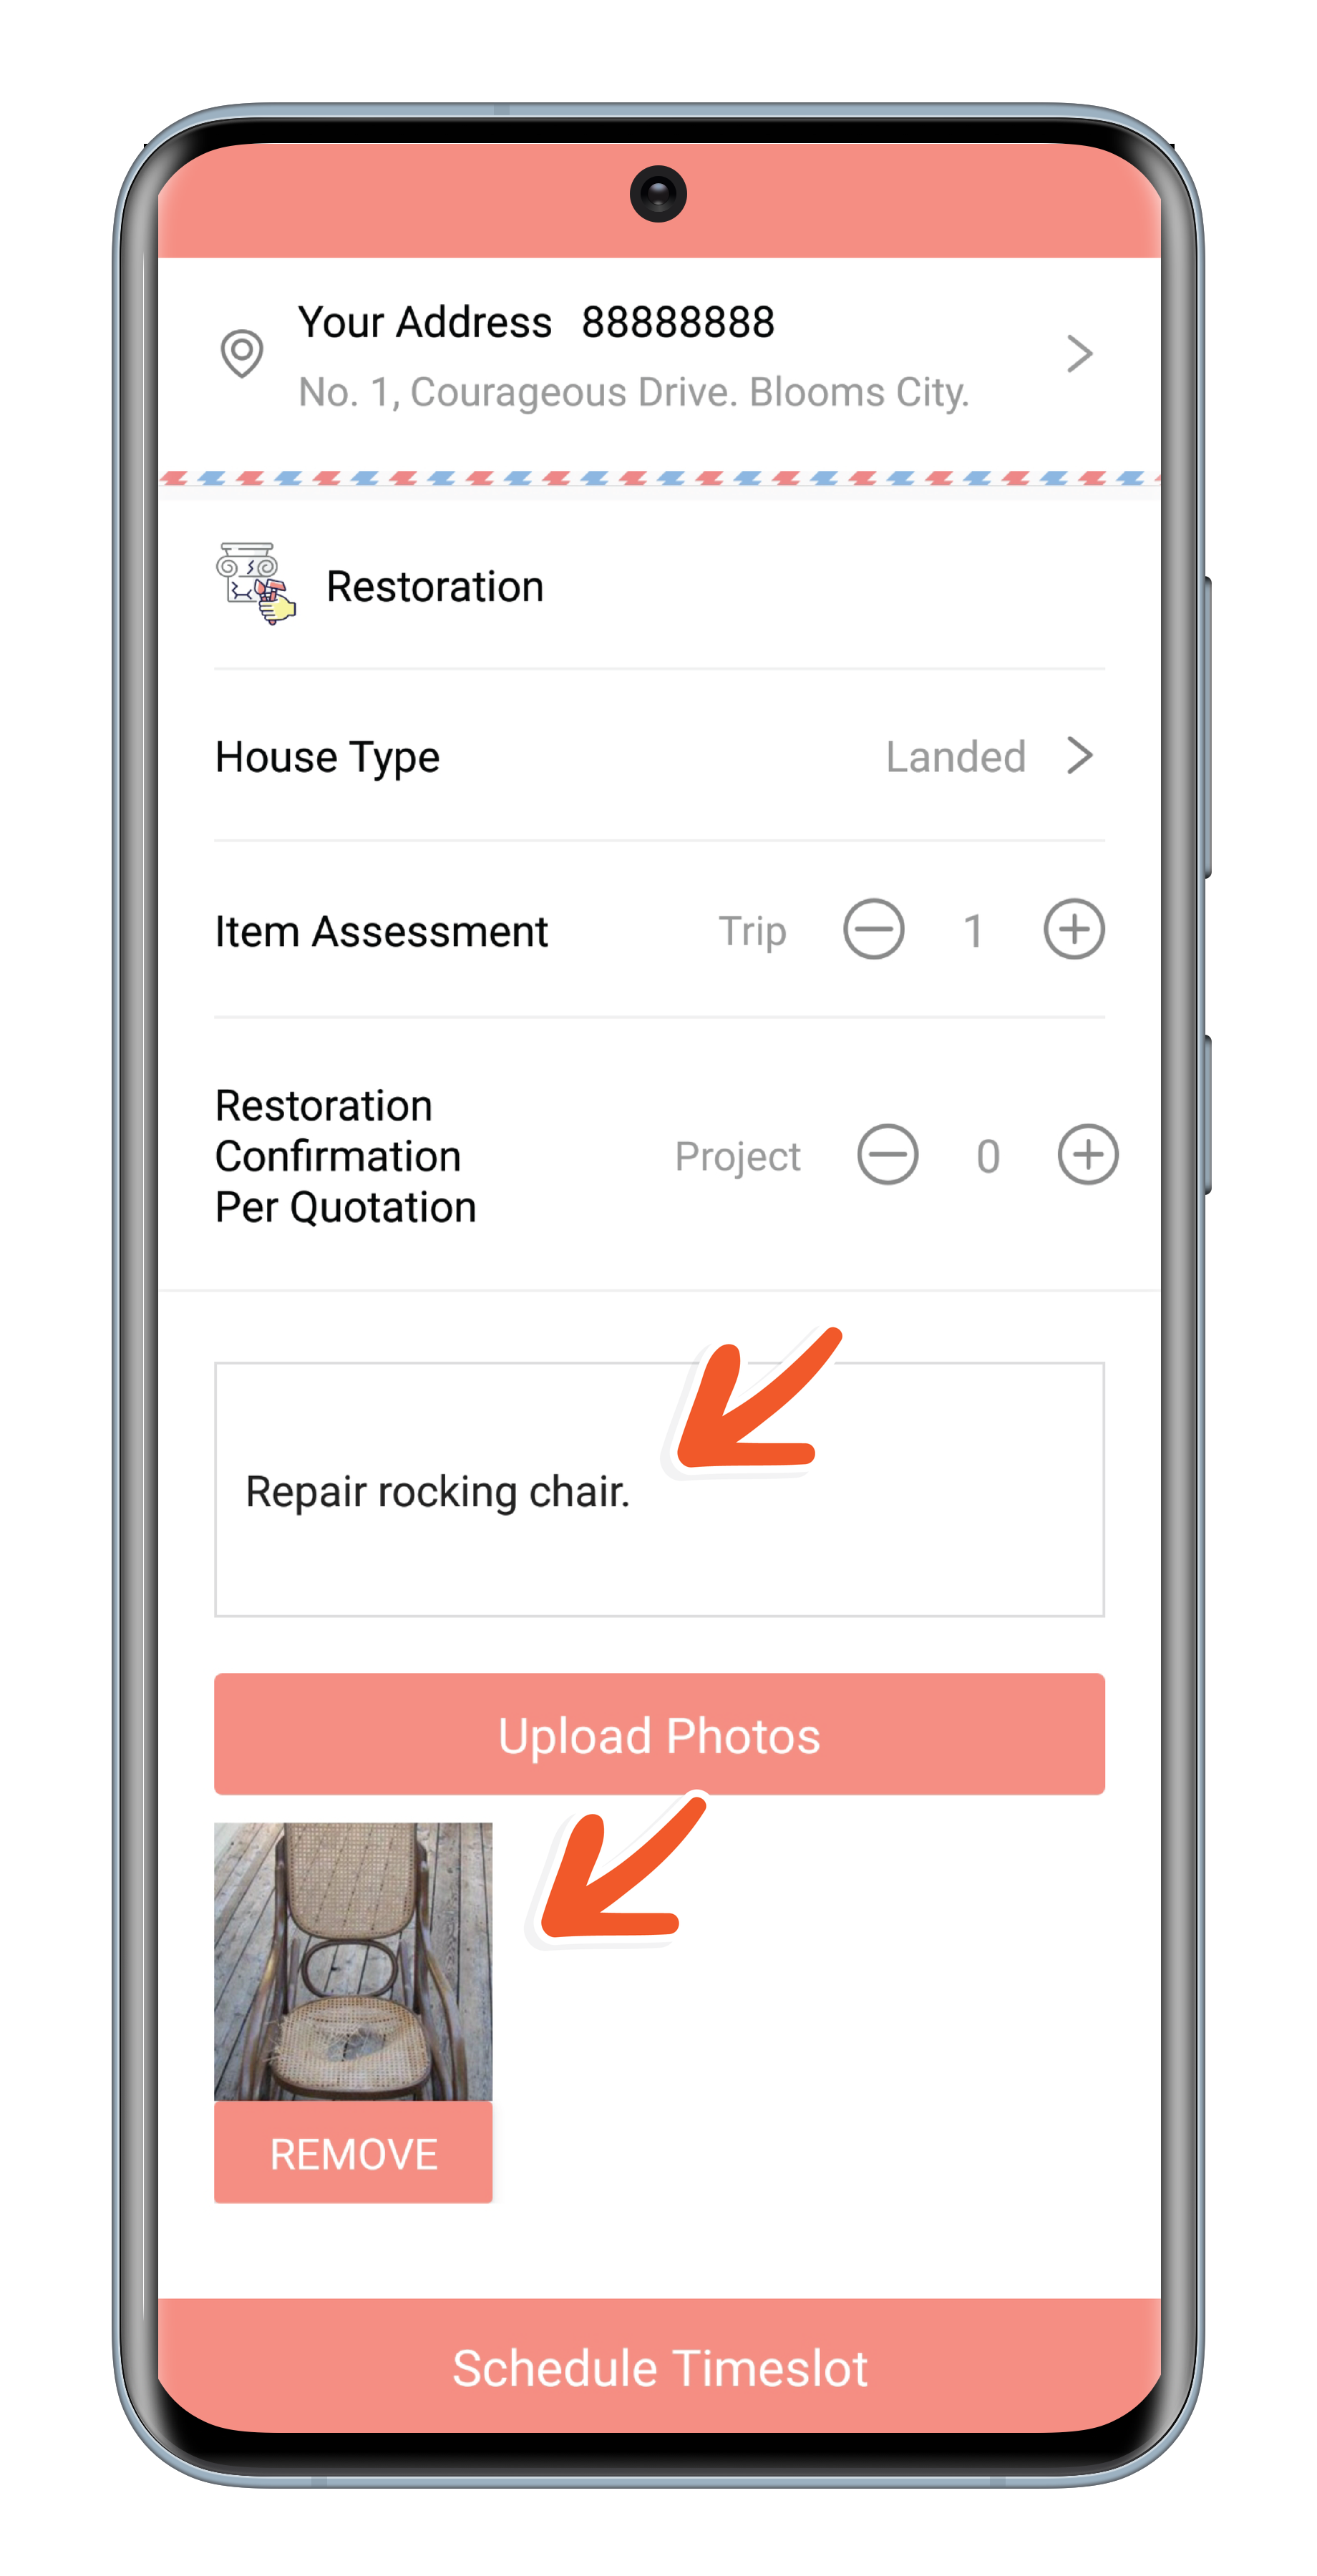 Your Address 88888888
No. 1, Courageous Drive. Blooms City.
Restoration
House Type Landed
Item Assessment Trip 1
Restoration
Confirmation
Per Quotation
Project 0
Repair rocking chair.
Upload Photos
REMOVE
Schedule Timeslot